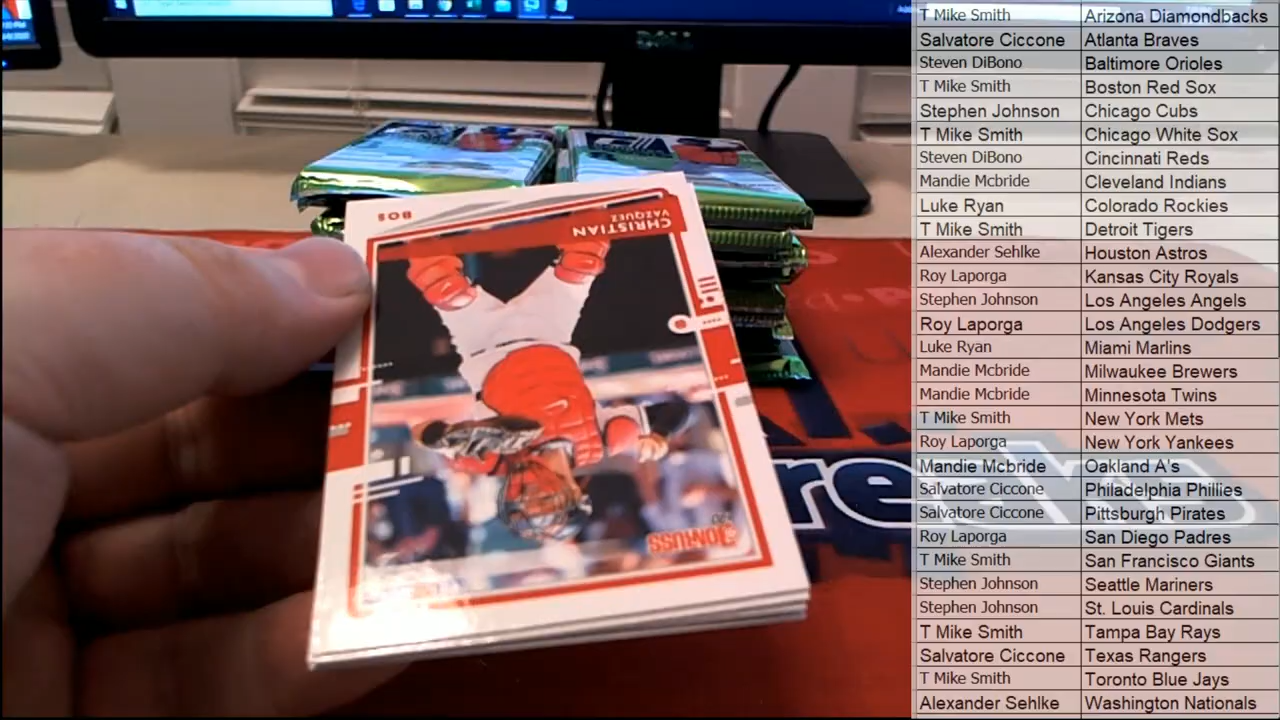 DELL
BOS
CHRISTIAN
VAZQUEZ
DONRUSS
'20
reaks
T Mike Smith Arizona Diamondbacks
Salvatore Ciccone Atlanta Braves
Steven DiBono Baltimore Orioles
T Mike Smith Boston Red Sox
Stephen Johnson Chicago Cubs
T Mike Smith Chicago White Sox
Steven DiBono Cincinnati Reds
Mandie Mcbride Cleveland Indians
Luke Ryan Colorado Rockies
T Mike Smith Detroit Tigers
Alexander Sehlke Houston Astros
Roy Laporga Kansas City Royals
Stephen Johnson Los Angeles Angels
Roy Laporga Los Angeles Dodgers
Luke Ryan Miami Marlins
Mandie Mcbride Milwaukee Brewers
Mandie Mcbride Minnesota Twins
T Mike Smith New York Mets
Roy Laporga New York Yankees
Mandie Mcbride Oakland A's
Salvatore Ciccone Philadelphia Phillies
Salvatore Ciccone Pittsburgh Pirates
Roy Laporga San Diego Padres
T Mike Smith San Francisco Giants
Stephen Johnson Seattle Mariners
Stephen Johnson St. Louis Cardinals
T Mike Smith Tampa Bay Rays
Salvatore Ciccone Texas Rangers
T Mike Smith Toronto Blue Jays
Alexander Sehlke Washington Nationals